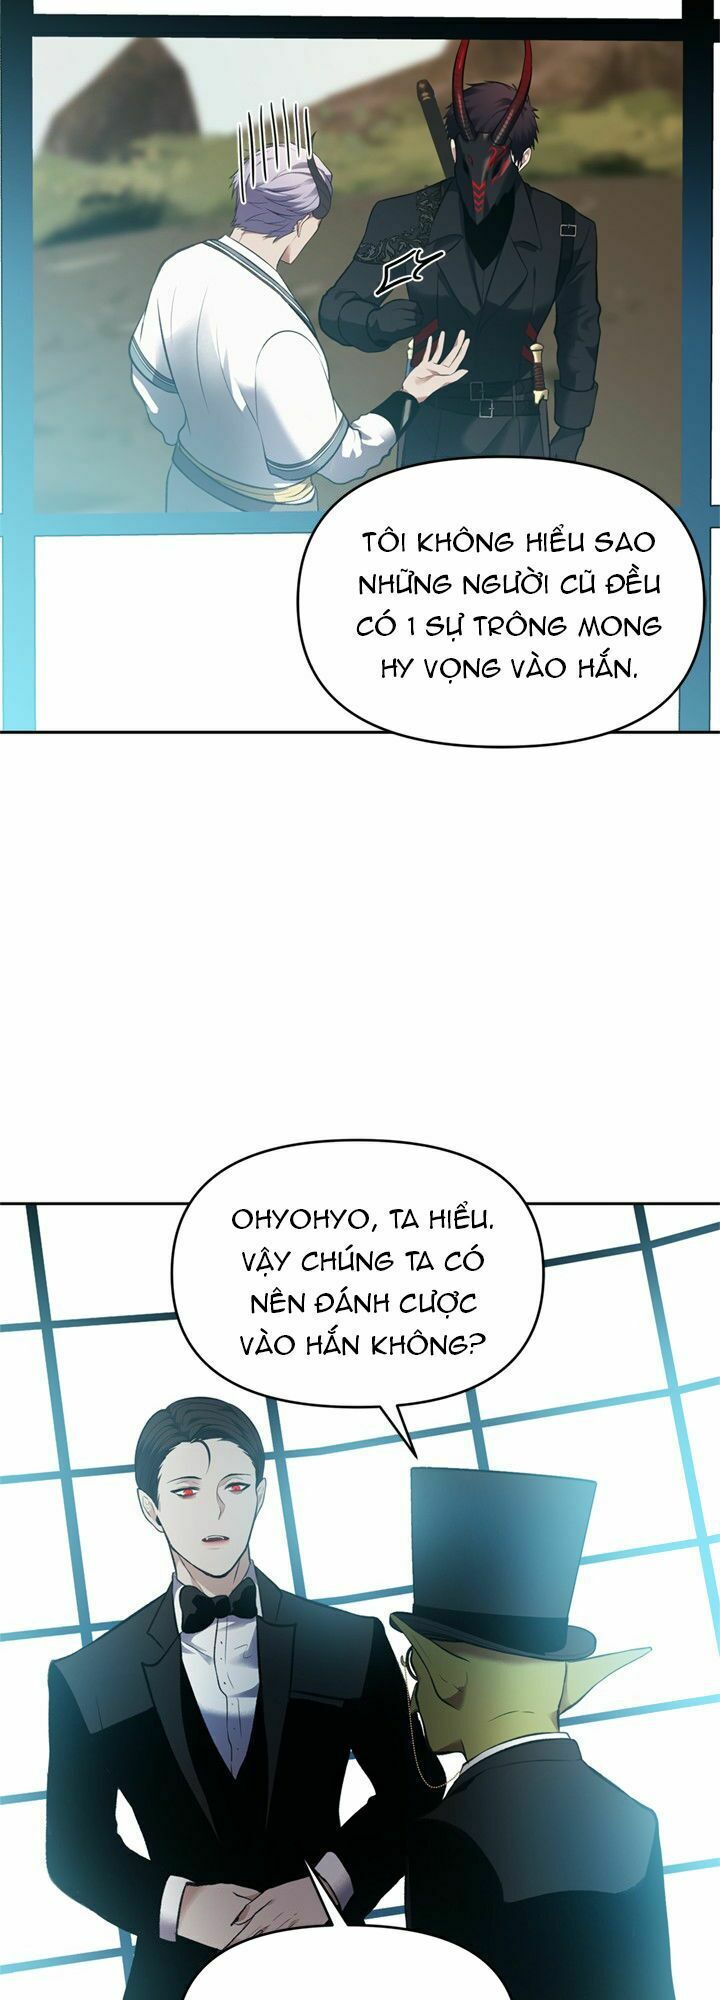 TÔI KHÔNG HIỂU SAO
NHỮNG NGƯỜI CŨ ĐỀU
CÓ 1 SỰ TRÔNG MONG
HY VỌNG VÀO HẮN.
OHYOHYO, TA HIỂU.
VẬY CHÚNG TA CÓ
NÊN ĐÁNH CƯỢC
VÀO HẮN KHÔNG?